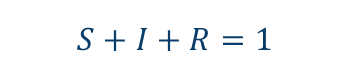 S + I + R = 1